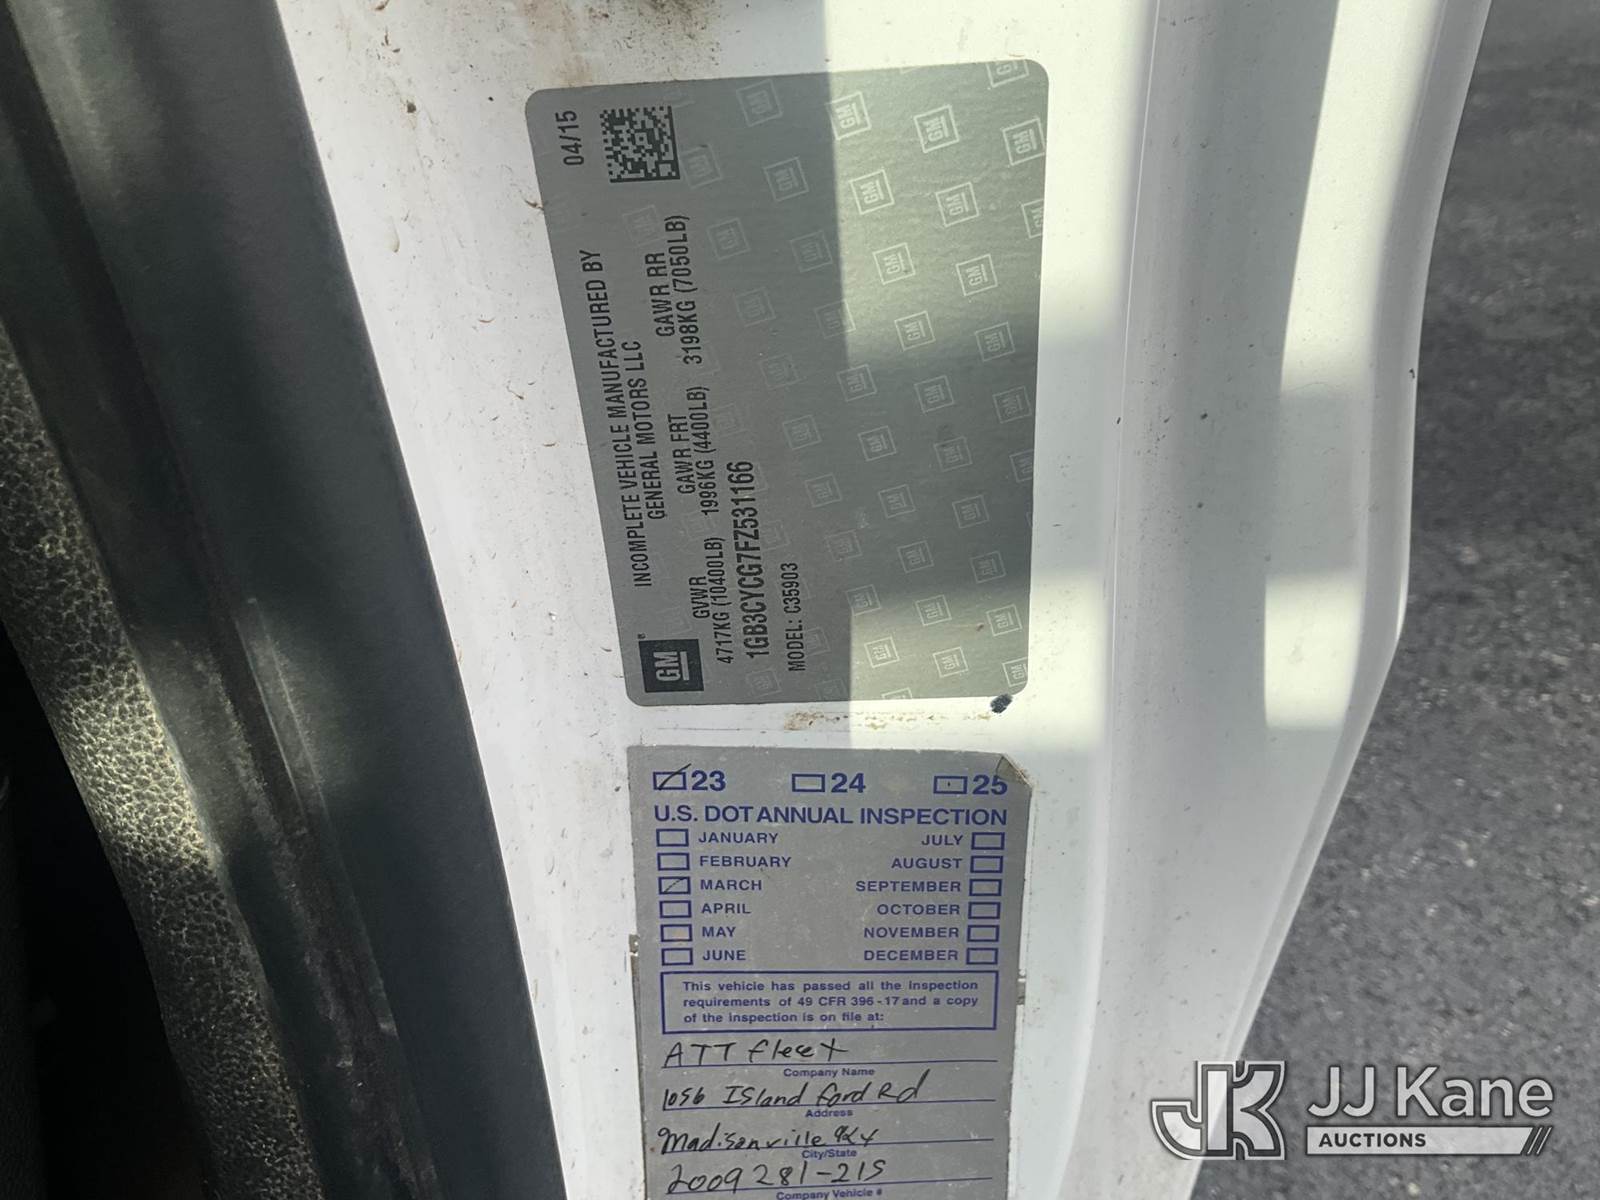 04/15
INCOMPLETE VEHICLE MANUFACTURED BY
GENERAL MOTORS LLC
GM
GVWR GAWR FRT GAWR RR
4717KG (10400LB) 1996KG (4400LB) 3198KG (7050LB)
1GB3CYCG7FZ531166
MODEL: C35903
23 24 25
U.S. DOT ANNUAL INSPECTION
JANUARY JULY
FEBRUARY AUGUST
MARCH SEPTEMBER
APRIL OCTOBER
MAY NOVEMBER
JUNE DECEMBER
This vehicle has passed all the inspection
requirements of 49 CFR 396-17 and a copy
of the inspection is on file at:
ATT fleet
Company Name
1056 Island ford Rd
Address
Madisonville Ky
City/State
2009281-215
Company Vehicle #
JK JJ Kane
AUCTIONS